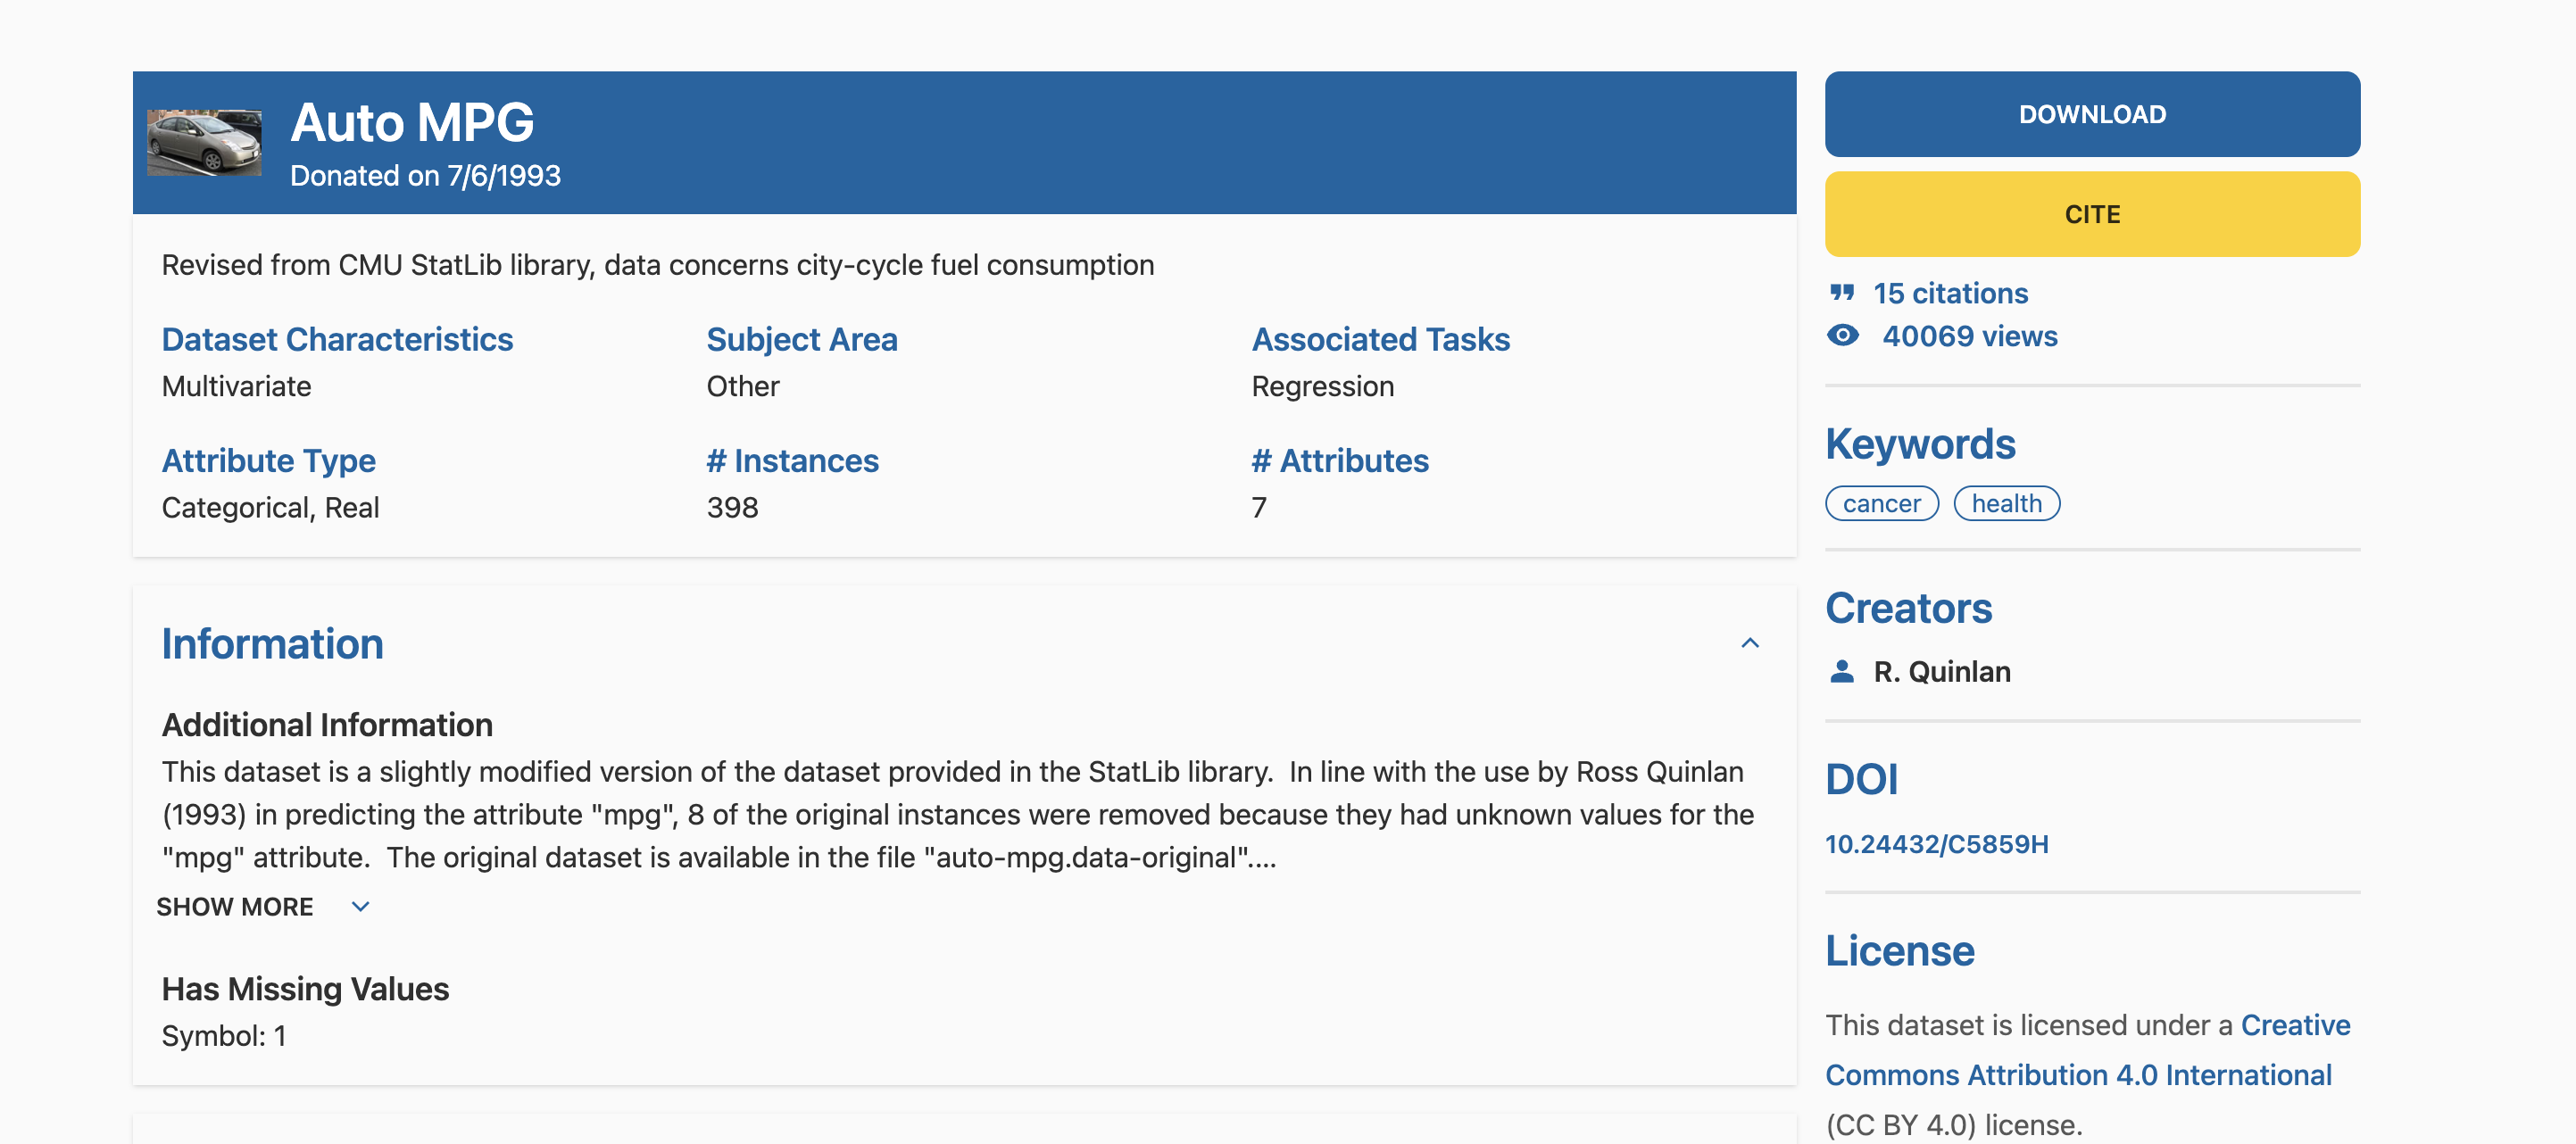 Auto MPG
Donated on 7/6/1993
Revised from CMU StatLib library, data concerns city-cycle fuel consumption
Dataset Characteristics
Multivariate
Subject Area
Other
Associated Tasks
Regression
Attribute Type
Categorical, Real
# Instances
398
# Attributes
7
Information
Additional Information
This dataset is a slightly modified version of the dataset provided in the StatLib library.  In line with the use by Ross Quinlan
(1993) in predicting the attribute "mpg", 8 of the original instances were removed because they had unknown values for the
"mpg" attribute.  The original dataset is available in the file "auto-mpg.data-original"....
SHOW MORE
Has Missing Values
Symbol: 1
DOWNLOAD
CITE
15 citations
40069 views
Keywords
cancer
health
Creators
R. Quinlan
DOI
10.24432/C5859H
License
This dataset is licensed under a Creative
Commons Attribution 4.0 International
(CC BY 4.0) license.